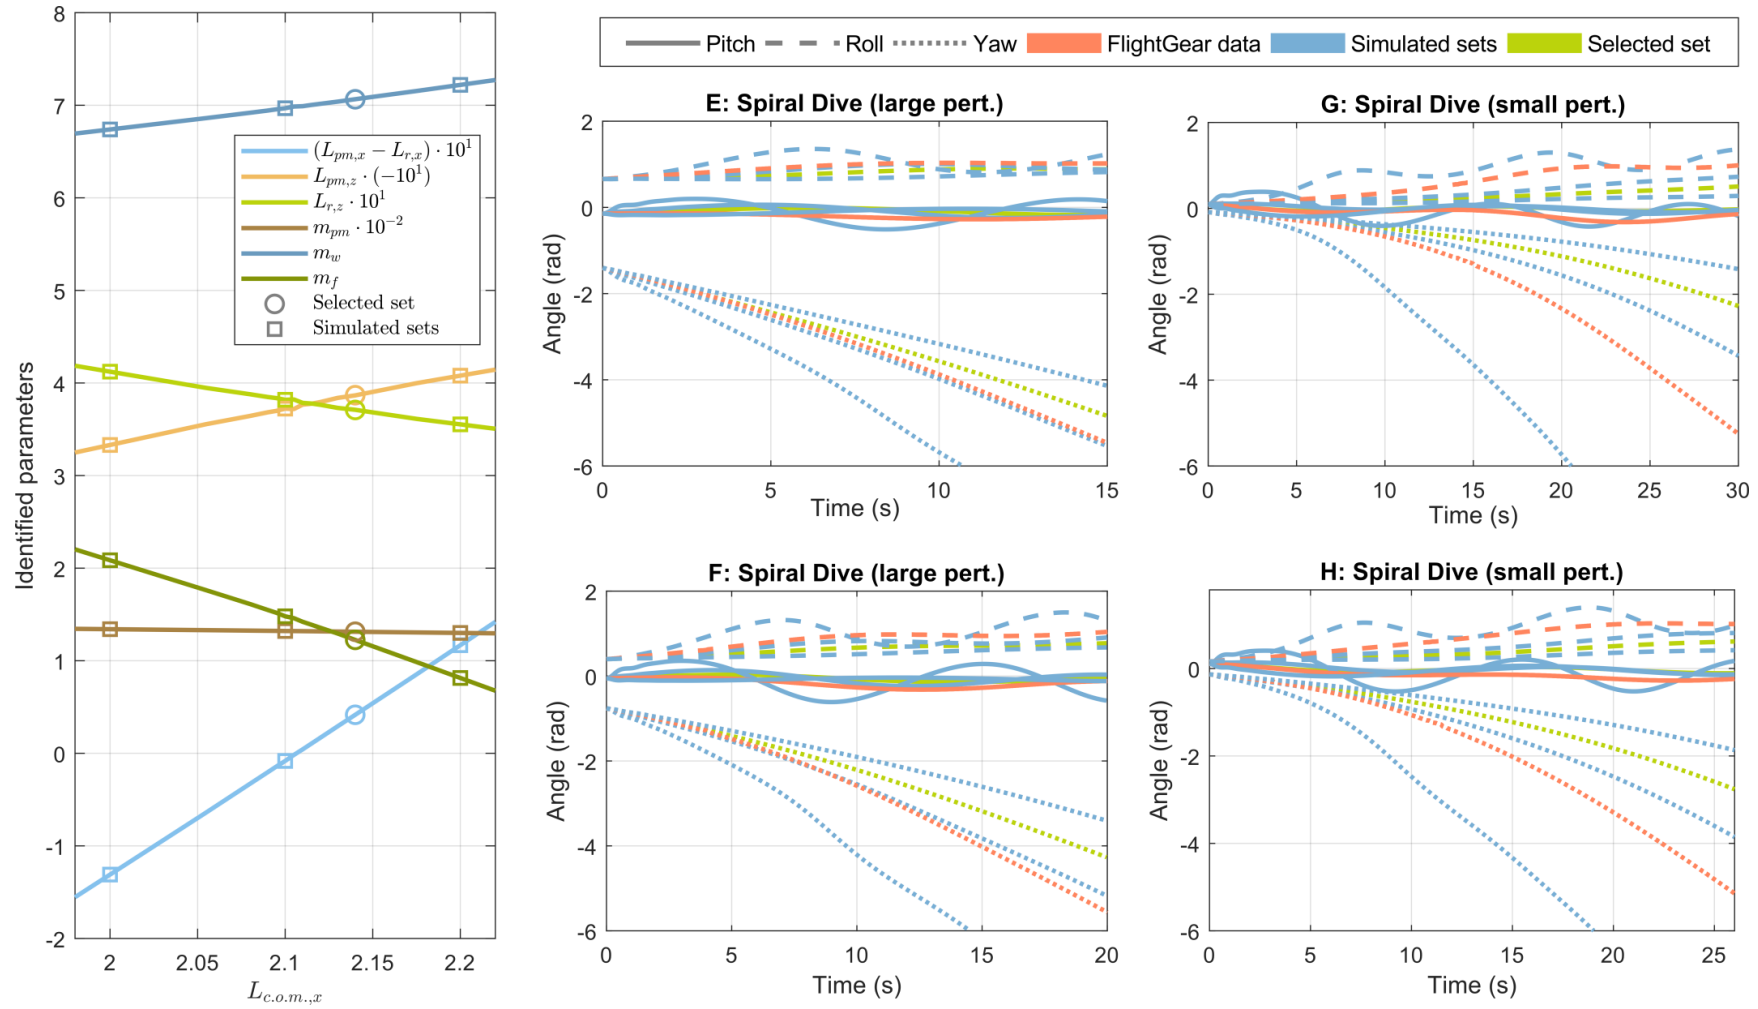 8
7
6
5
4
3
2
1
0
-1
-2
Identified parameters
2
2.05
2.1
2.15
2.2
L_{c.o.m.,x}
(L_{pm,x} − L_{r,x}) · 10^1
L_{pm,z} · (−10^1)
L_{r,z} · 10^1
m_{pm} · 10^{−2}
m_w
m_f
Selected set
Simulated sets
Pitch Roll Yaw FlightGear data Simulated sets Selected set
E: Spiral Dive (large pert.)
2
0
-2
-4
-6
Angle (rad)
0 5 10 15
Time (s)
G: Spiral Dive (small pert.)
2
0
-2
-4
-6
Angle (rad)
0 5 10 15 20 25 30
Time (s)
F: Spiral Dive (large pert.)
2
0
-2
-4
-6
Angle (rad)
0 5 10 15 20
Time (s)
H: Spiral Dive (small pert.)
0
-2
-4
-6
Angle (rad)
0 5 10 15 20 25
Time (s)